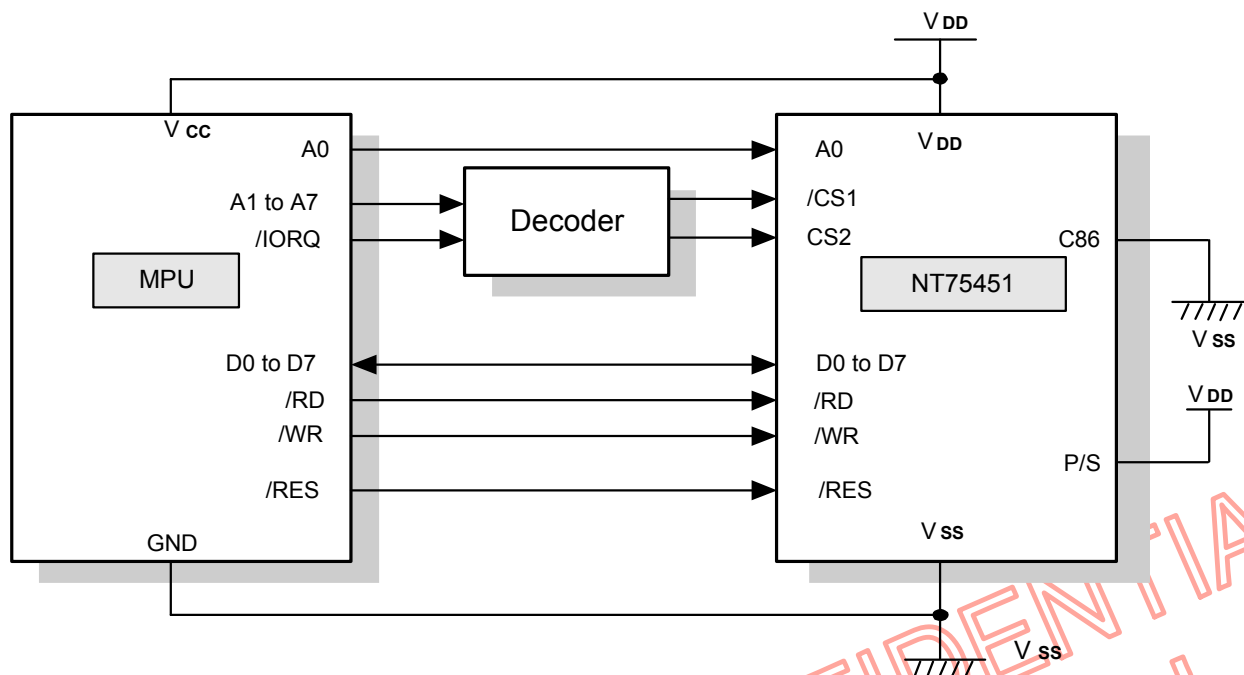 VDD
VCC
A0
A1 to A7
/IORQ
MPU
D0 to D7
/RD
/WR
/RES
GND
Decoder
VDD
A0
/CS1
CS2
C86
NT75451
D0 to D7
/RD
/WR
/RES
P/S
VSS
VSS
VDD
VSS